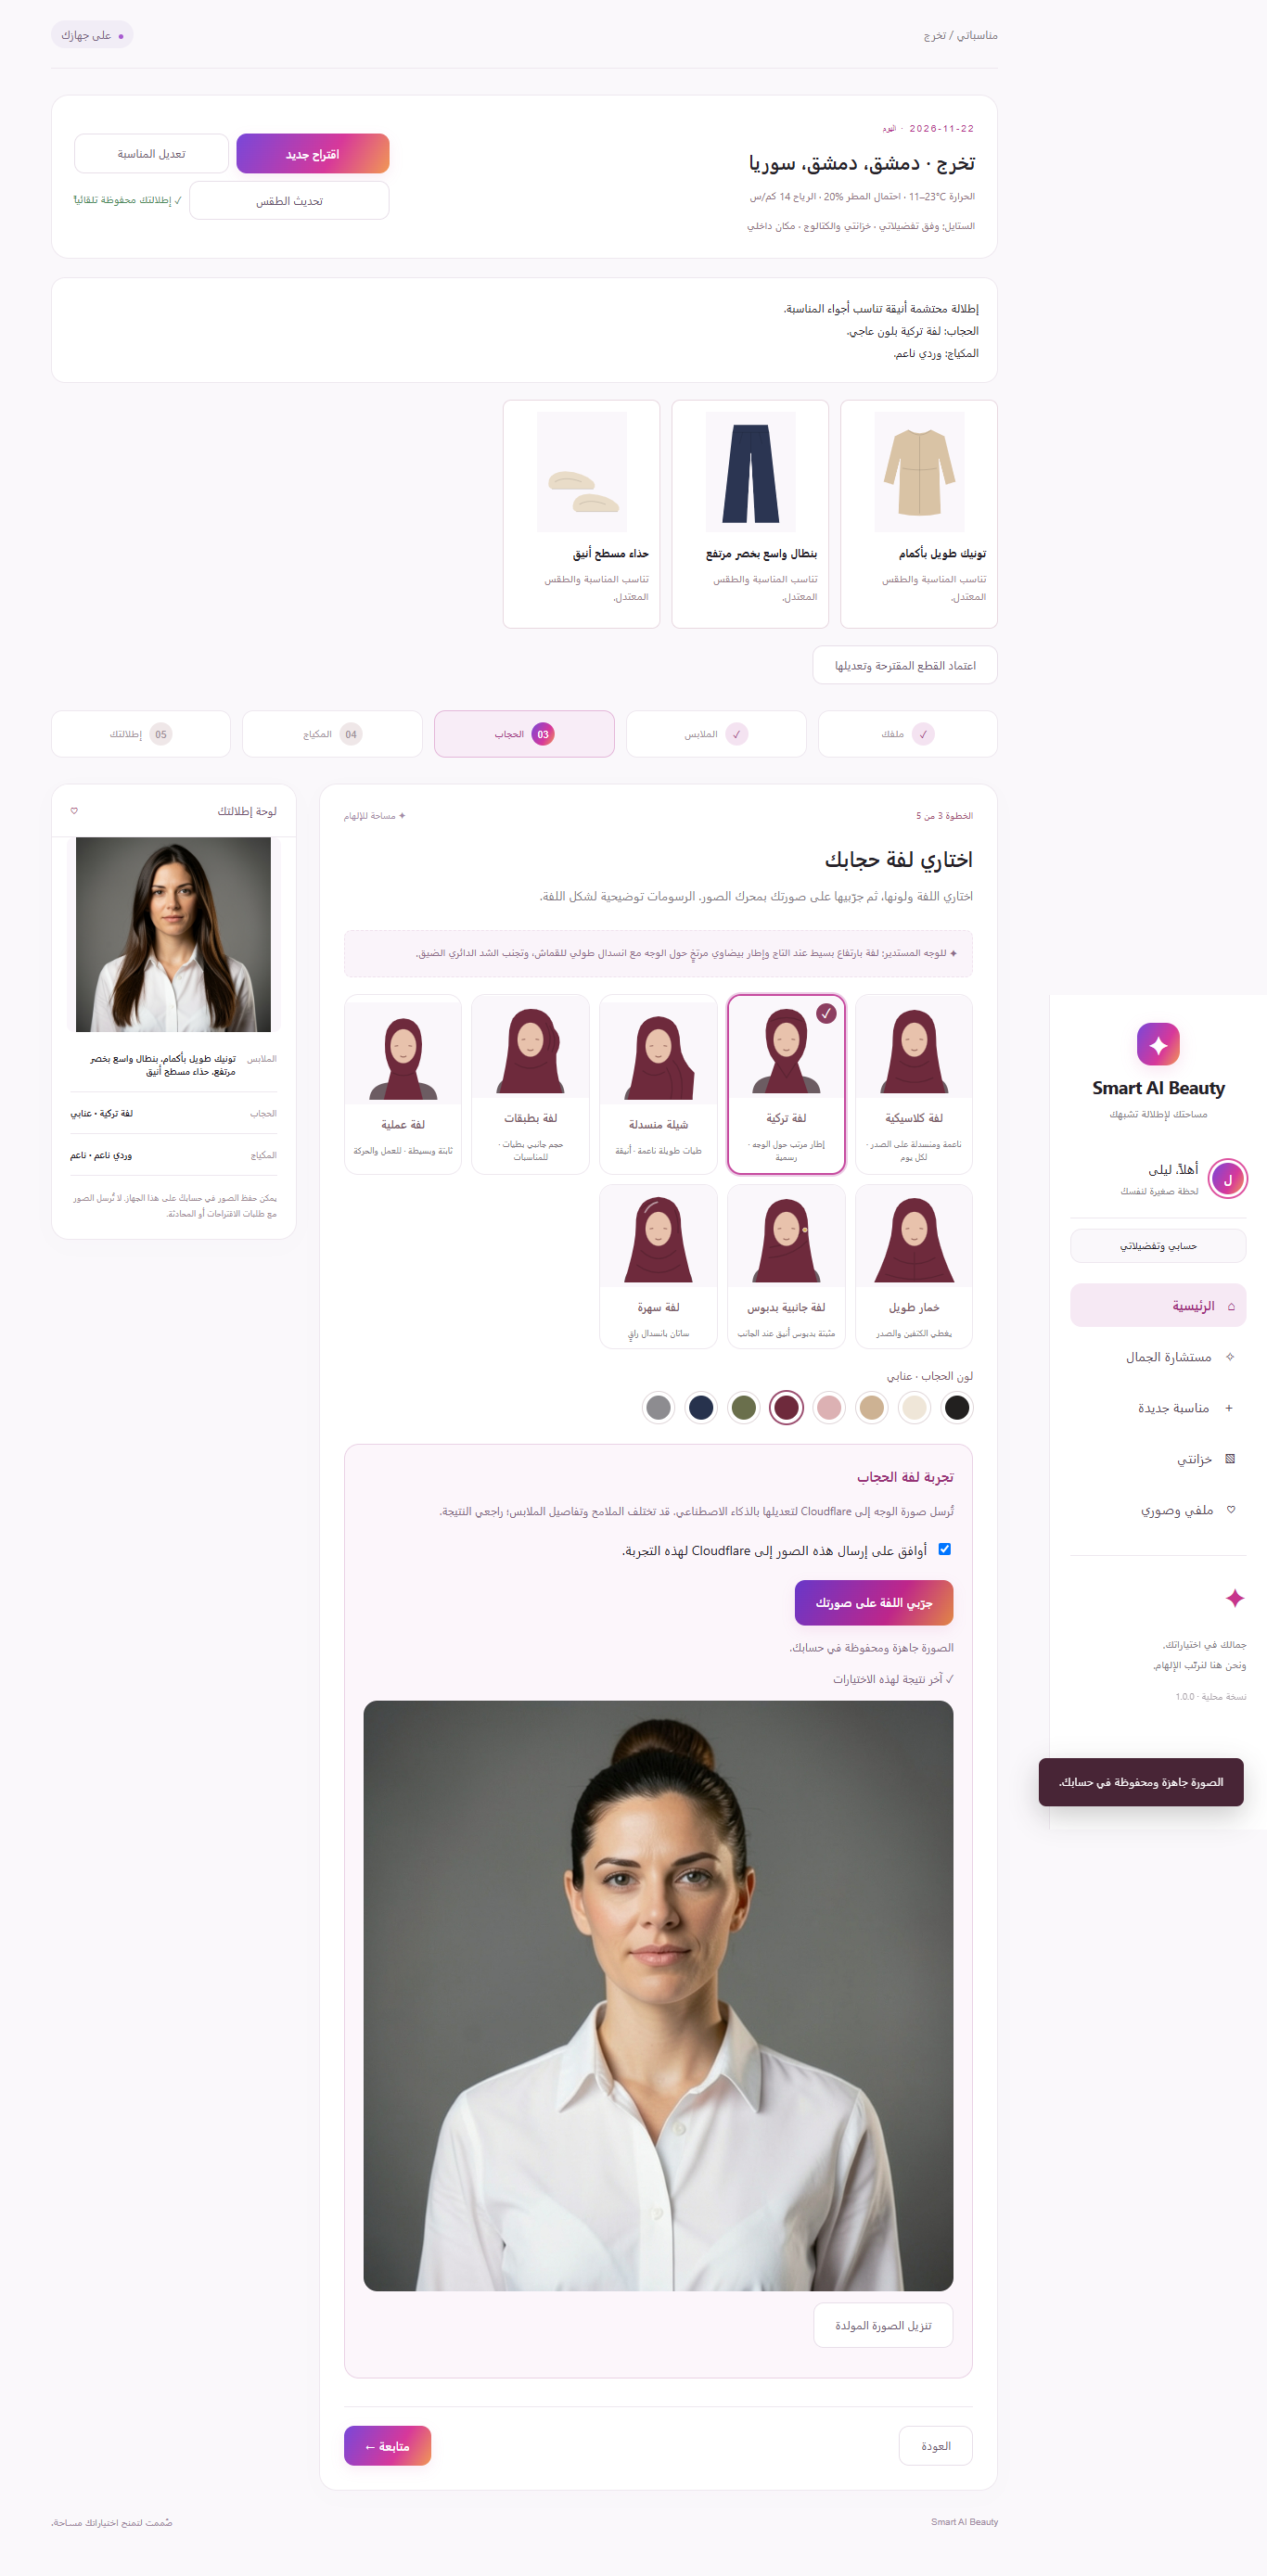 مناسباتي / تخرج
على جهازك
2026-11-22 · اليوم
تخرج · دمشق، دمشق، سوريا
الحرارة 11–23°C · احتمال المطر 20% · الرياح 14 كم/س
الستايل: وفق تفضيلاتي · خزانتي والكتالوج · مكان داخلي
اقتراح جديد
تعديل المناسبة
تحديث الطقس
✓ إطلالتك محفوظة تلقائياً
إطلالة محتشمة أنيقة تناسب أجواء المناسبة.
الحجاب: لفة تركية بلون عاجي.
المكياج: وردي ناعم.
تونيك طويل بأكمام
تناسب المناسبة والطقس
المعتدل.
بنطال واسع بخصر مرتفع
تناسب المناسبة والطقس
المعتدل.
حذاء مسطح أنيق
تناسب المناسبة والطقس
المعتدل.
اعتماد القطع المقترحة وتعديلها
✓ ملفك
✓ الملابس
03 الحجاب
04 المكياج
05 إطلالتك
الخطوة 3 من 5
✦ مساحة للإلهام
اختاري لفة حجابك
اختاري اللفة ولونها، ثم جرّبيها على صورتك بمحرك الصور. الرسومات توضيحية لشكل اللفة.
✦ للوجه المستدير: لفة بارتفاع بسيط عند التاج وإطار بيضاوي مرتخٍ حول الوجه مع انسدال طولي للقماش، وتجنب الشد الدائري الضيق.
لفة كلاسيكية
ناعمة ومنسدلة على الصدر ·
لكل يوم
✓
لفة تركية
إطار مرتب حول الوجه ·
رسمية
شيلة منسدلة
طيات طويلة ناعمة · أنيقة
لفة بطبقات
حجم جانبي بطيات ·
للمناسبات
لفة عملية
ثابتة وبسيطة · للعمل والحركة
خمار طويل
يغطي الكتفين والصدر
لفة جانبية بدبوس
مثبتة بدبوس أنيق عند الجانب
لفة سهرة
ساتان بانسدال راقٍ
لون الحجاب · عنابي
تجربة لفة الحجاب
تُرسل صورة الوجه إلى Cloudflare لتعديلها بالذكاء الاصطناعي. قد تختلف الملامح وتفاصيل الملابس؛ راجعي النتيجة.
أوافق على إرسال هذه الصور إلى Cloudflare لهذه التجربة.
جرّبي اللفة على صورتك
الصورة جاهزة ومحفوظة في حسابك.
✓ آخر نتيجة لهذه الاختيارات
تنزيل الصورة المولدة
العودة
متابعة ←
لوحة إطلالتك
♡
الملابس
تونيك طويل بأكمام، بنطال واسع بخصر
مرتفع، حذاء مسطح أنيق
الحجاب
لفة تركية · عنابي
المكياج
وردي ناعم · ناعم
يمكن حفظ الصور في حسابك على هذا الجهاز. لا تُرسل الصور
مع طلبات الاقتراحات أو المحادثة.
Smart AI Beauty
مساحتك لإطلالة تشبهك
ل
أهلاً، ليلى
لحظة صغيرة لنفسك
حسابي وتفضيلاتي
⌂ الرئيسية
✧ مستشارة الجمال
+ مناسبة جديدة
▧ خزانتي
♡ ملفي وصوري
جمالك في اختياراتك،
ونحن هنا لنرتّب الإلهام.
نسخة محلية · 1.0.0
الصورة جاهزة ومحفوظة في حسابك.
Smart AI Beauty
صُممت لتمنح اختياراتك مساحة.